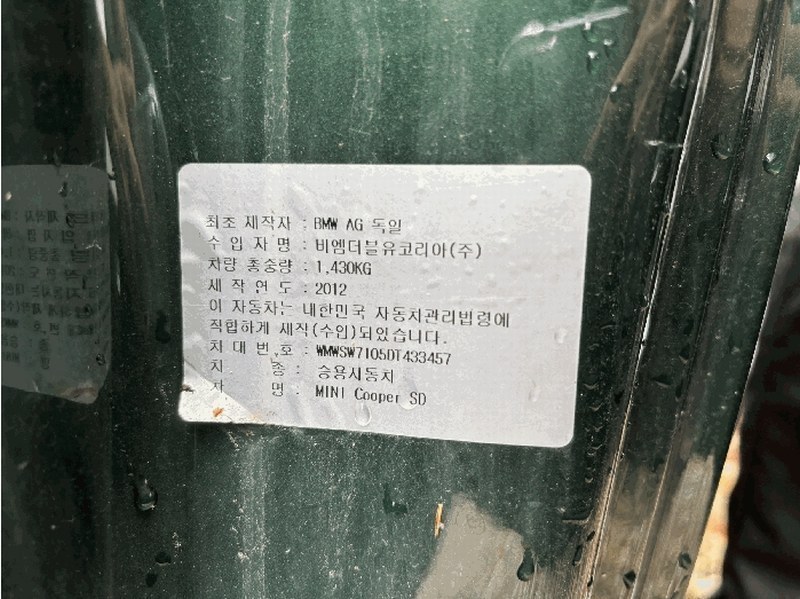 최초 제작자 : BMW AG 독일
수 입 자 명 : 비엠더블유코리아(주)
차량 총중량 : 1,430KG
제 작 연 도 : 2012
이 자동차는 대한민국 자동차관리법령에
적합하게 제작(수입)되었습니다.
차 대 번 호 : WMWSW7105DT433457
차 종 : 승용자동차
차 명 : MINI Cooper SD